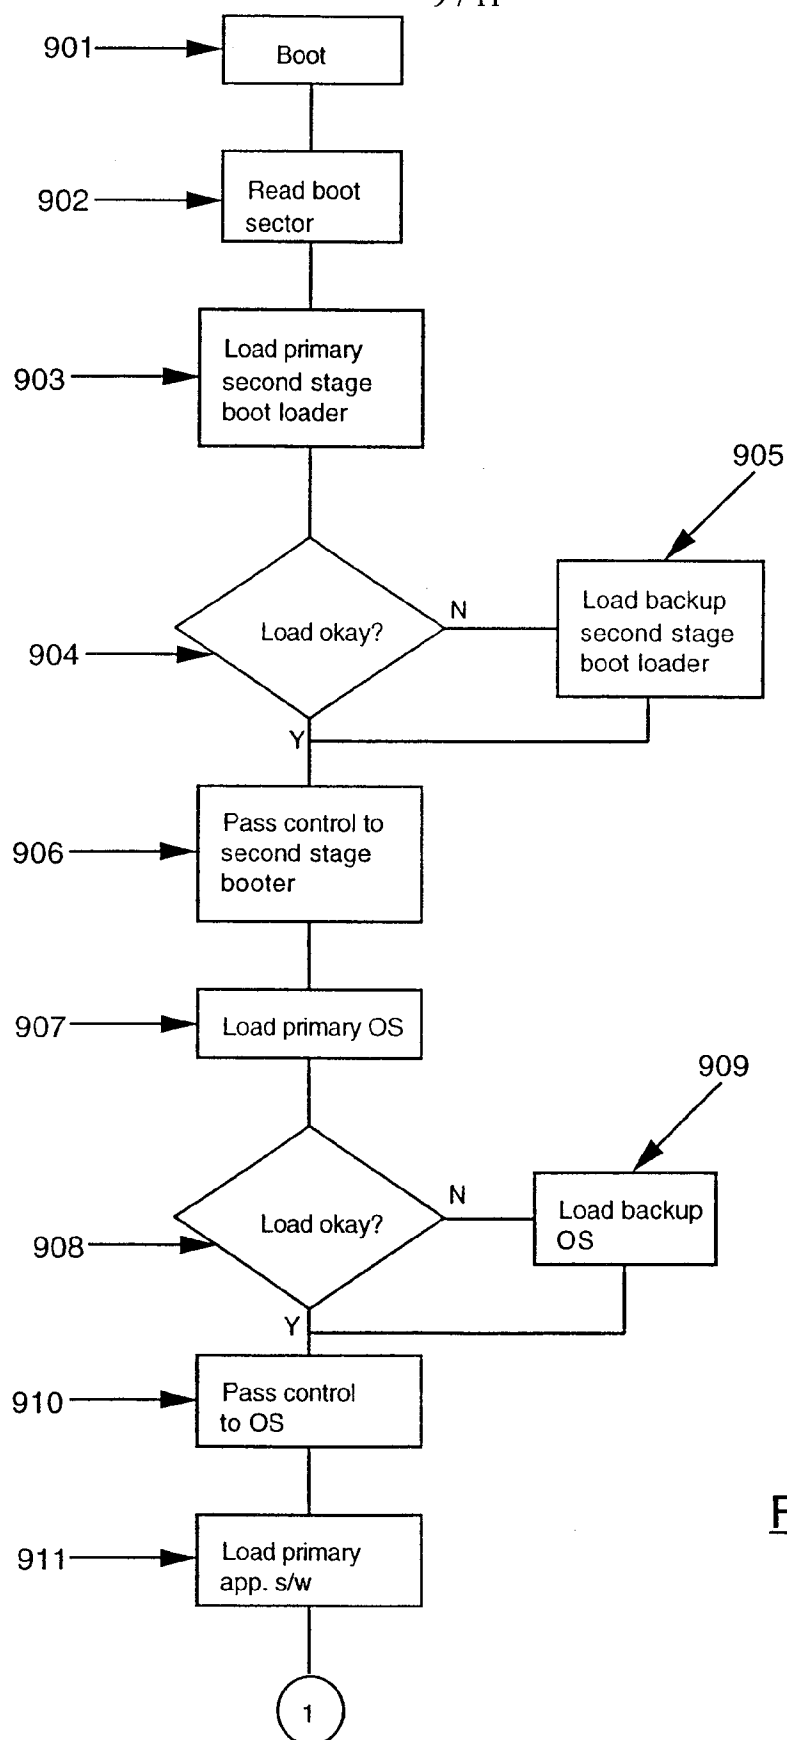 901
Boot
902
Read boot
sector
903
Load primary
second stage
boot loader
905
904
Load okay?
N
Load backup
second stage
boot loader
Y
906
Pass control to
second stage
booter
907
Load primary OS
909
908
Load okay?
N
Load backup
OS
Y
910
Pass control
to OS
911
Load primary
app. s/w
1